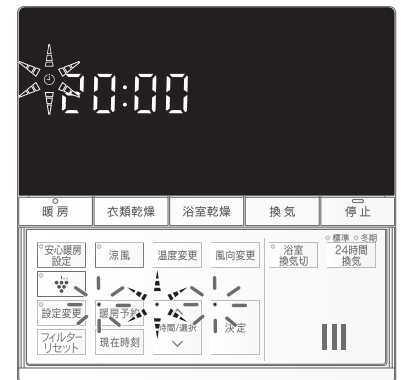 20:00
暖房 衣類乾燥 浴室乾燥 換気 停止
標準 冬期
安心暖房
設定
涼風 温度変更 風向変更
浴室
換気切
24時間
換気
設定変更 暖房予約
時間/選択 決定
フィルター
リセット
現在時刻